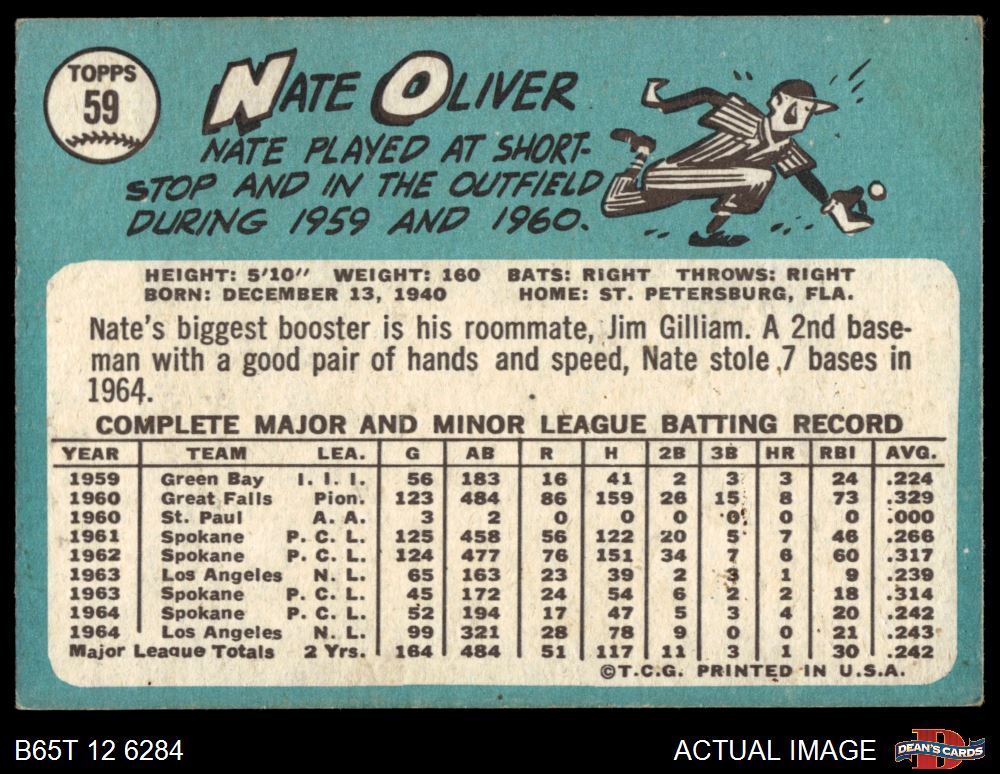 TOPPS
59
NATE OLIVER
NATE PLAYED AT SHORT-
STOP AND IN THE OUTFIELD
DURING 1959 AND 1960.
HEIGHT: 5'10" WEIGHT: 160 BATS: RIGHT THROWS: RIGHT
BORN: DECEMBER 13, 1940 HOME: ST. PETERSBURG, FLA.
Nate's biggest booster is his roommate, Jim Gilliam. A 2nd base-
man with a good pair of hands and speed, Nate stole 7 bases in
1964.
COMPLETE MAJOR AND MINOR LEAGUE BATTING RECORD
YEAR TEAM LEA. G AB R H 2B 3B HR RBI AVG.
1959 Green Bay I. I. I. 56 183 16 41 2 3 3 24 .224
1960 Great Falls Pion. 123 484 86 159 26 15 8 73 .329
1960 St. Paul A. A. 3 2 0 0 0 0 0 0 .000
1961 Spokane P. C. L. 125 458 56 122 20 5 7 46 .266
1962 Spokane P. C. L. 124 477 76 151 34 7 6 60 .317
1963 Los Angeles N. L. 65 163 23 39 2 3 1 9 .239
1963 Spokane P. C. L. 45 172 24 54 6 2 2 18 .314
1964 Spokane P. C. L. 52 194 17 47 5 3 4 20 .242
1964 Los Angeles N. L. 99 321 28 78 9 0 0 21 .243
Major League Totals 2 Yrs. 164 484 51 117 11 3 1 30 .242
©T.C.G. PRINTED IN U.S.A.
B65T 12 6284 ACTUAL IMAGE DEAN'S CARDS